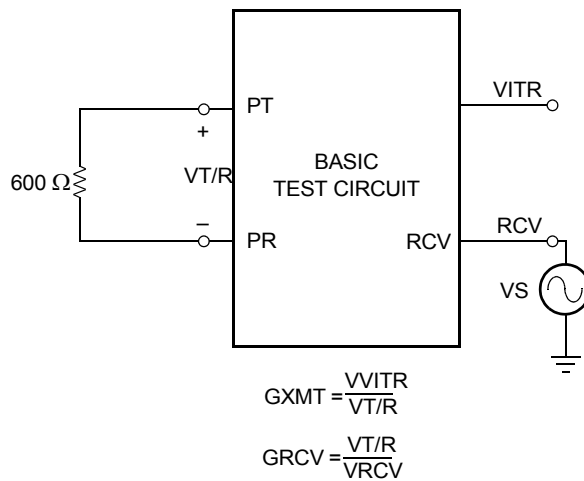 VITR
PT
+
BASIC
TEST CIRCUIT
600 Ω
VT/R
–
PR
RCV
RCV
VS
GXMT = VVITR
VT/R
GRCV = VT/R
VRCV